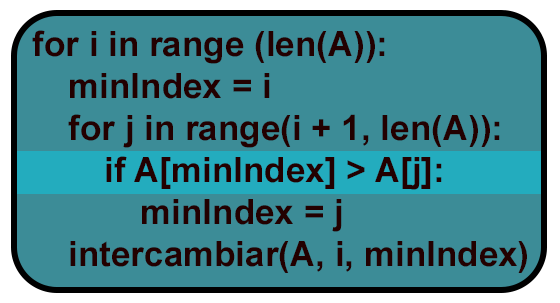 for i in range (len(A)):
minIndex = i
for j in range(i + 1, len(A)):
if A[minIndex] > A[j]:
minIndex = j
intercambiar(A, i, minIndex)